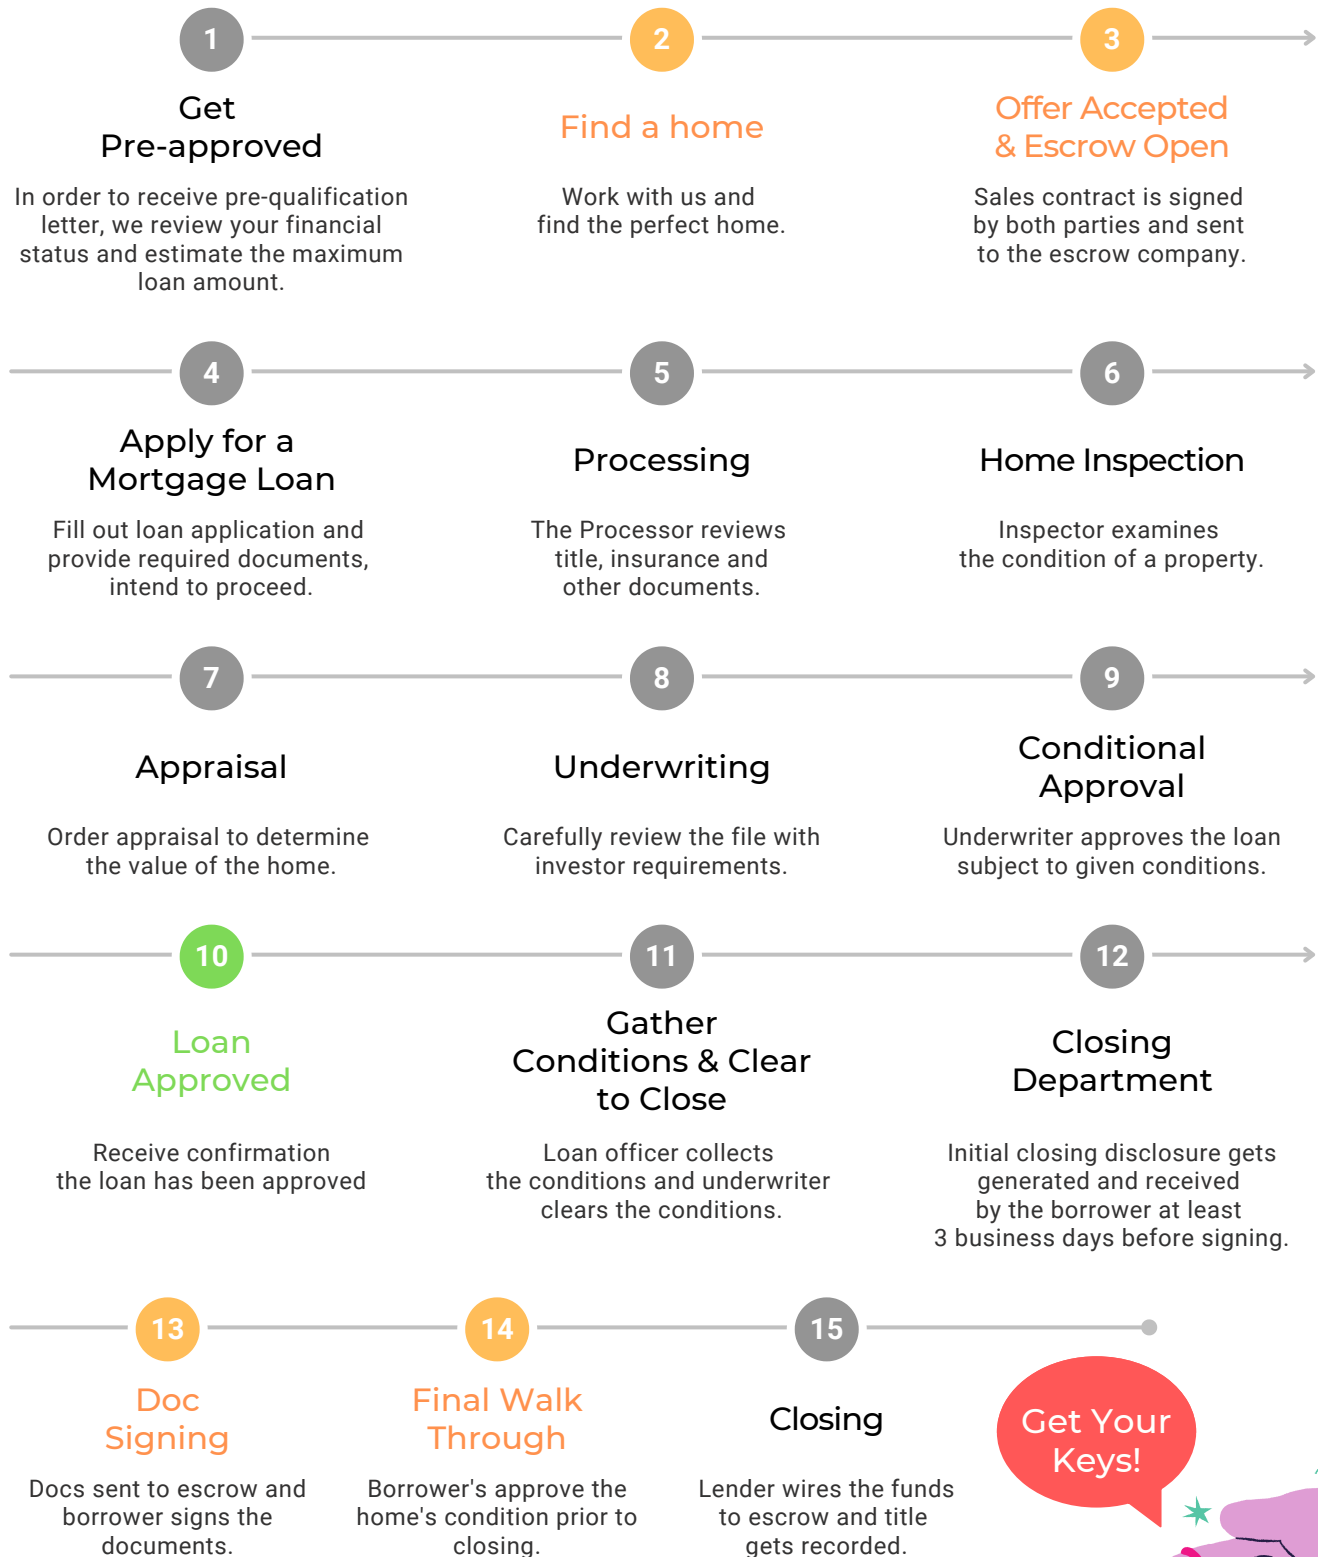 1
2
3
Get
Pre-approved
In order to receive pre-qualification
letter, we review your financial
status and estimate the maximum
loan amount.
Find a home
Work with us and
find the perfect home.
Offer Accepted
& Escrow Open
Sales contract is signed
by both parties and sent
to the escrow company.
4
5
6
Apply for a
Mortgage Loan
Fill out loan application and
provide required documents,
intend to proceed.
Processing
The Processor reviews
title, insurance and
other documents.
Home Inspection
Inspector examines
the condition of a property.
7
8
9
Appraisal
Order appraisal to determine
the value of the home.
Underwriting
Carefully review the file with
investor requirements.
Conditional
Approval
Underwriter approves the loan
subject to given conditions.
10
11
12
Loan
Approved
Receive confirmation
the loan has been approved
Gather
Conditions & Clear
to Close
Loan officer collects
the conditions and underwriter
clears the conditions.
Closing
Department
Initial closing disclosure gets
generated and received
by the borrower at least
3 business days before signing.
13
14
15
Doc
Signing
Docs sent to escrow and
borrower signs the
documents.
Final Walk
Through
Borrower's approve the
home's condition prior to
closing.
Closing
Lender wires the funds
to escrow and title
gets recorded.
Get Your
Keys!